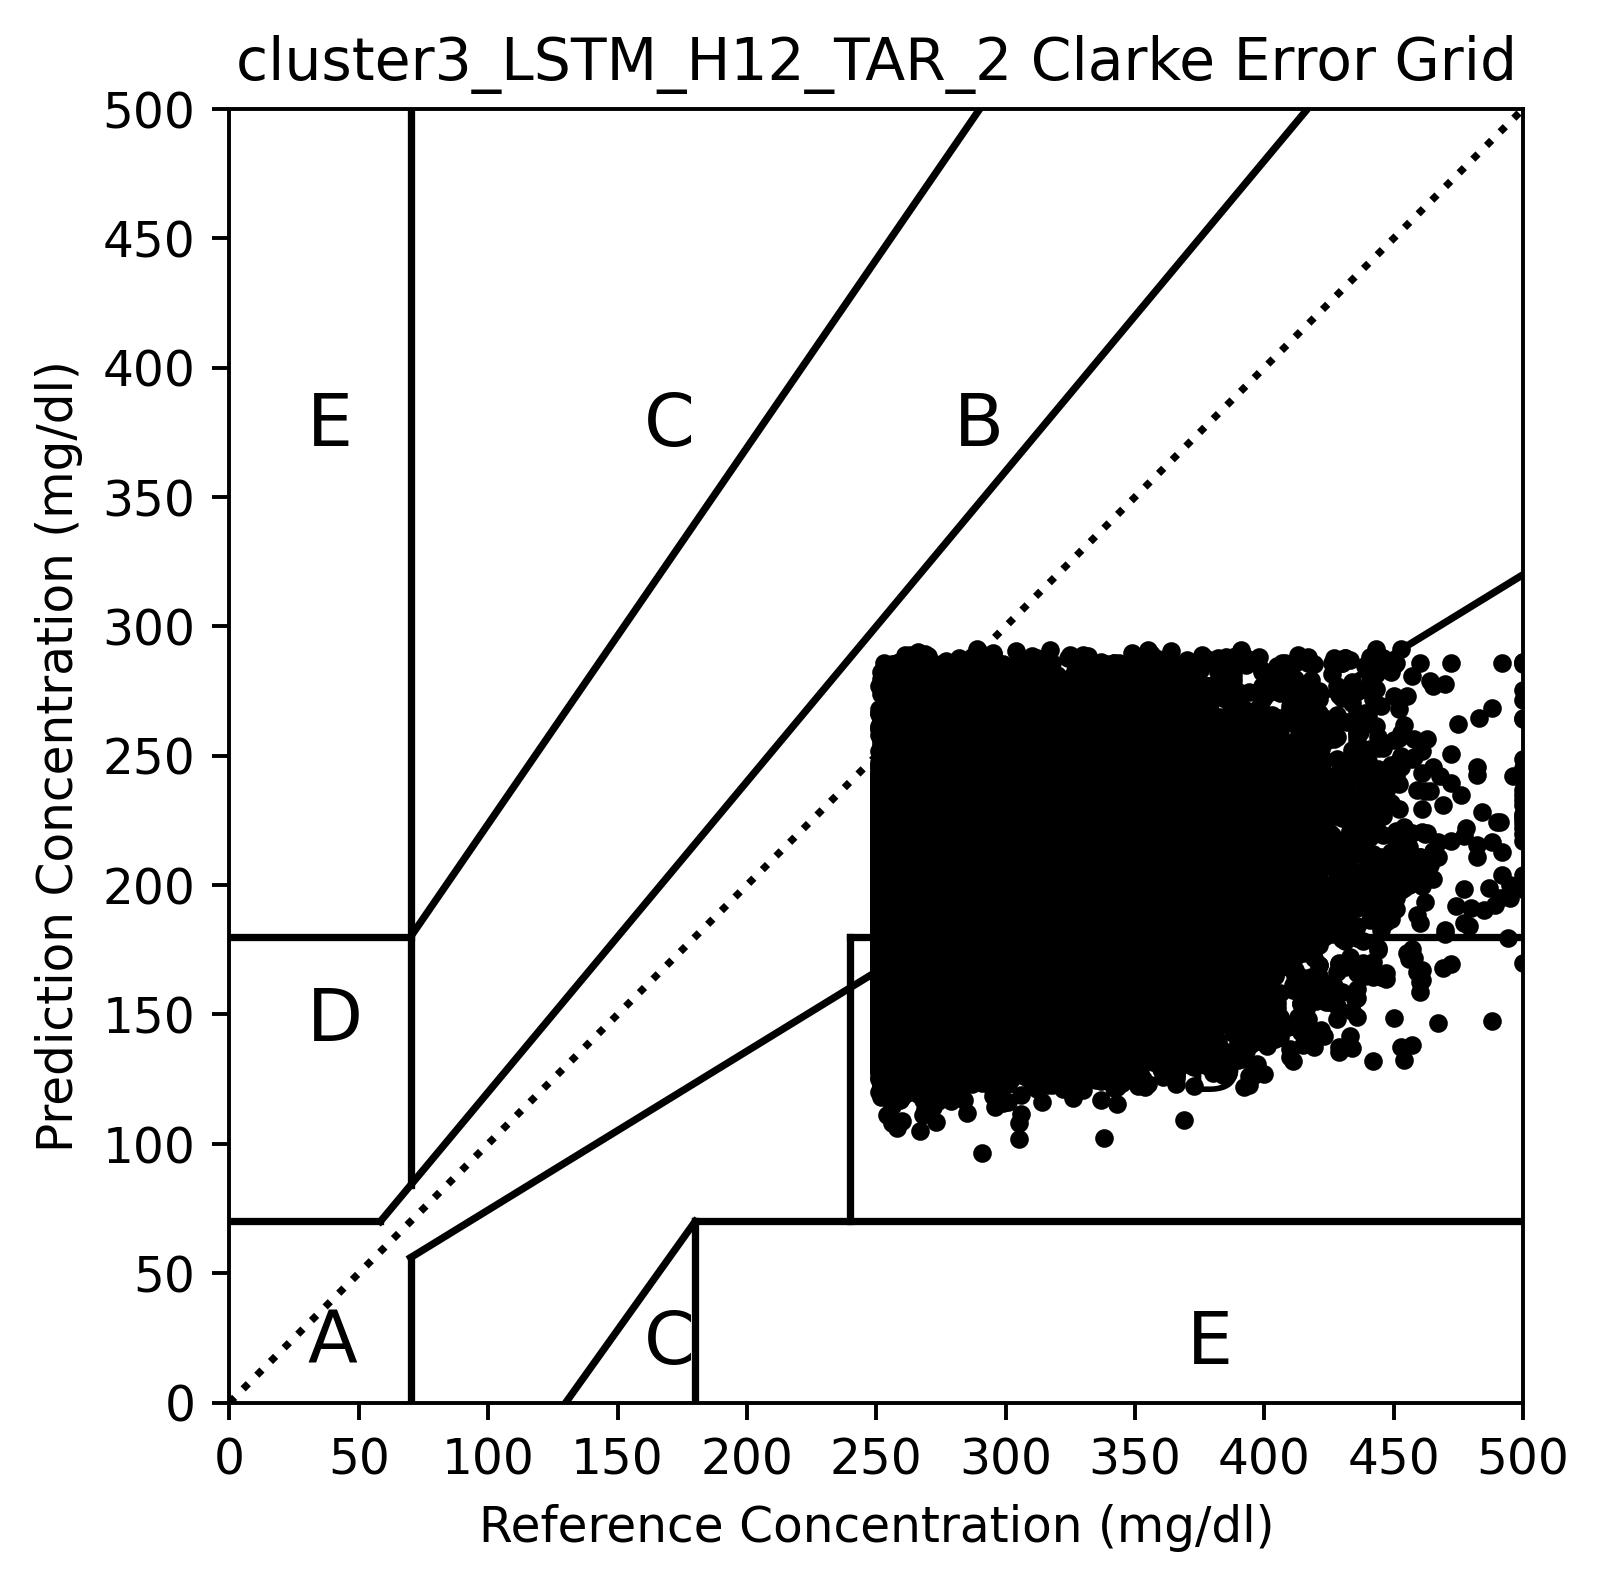 cluster3_LSTM_H12_TAR_2 Clarke Error Grid
500
450
400
350
300
250
200
150
100
50
0
Prediction Concentration (mg/dl)
E
C
B
D
A
C
E
0 50 100 150 200 250 300 350 400 450 500
Reference Concentration (mg/dl)